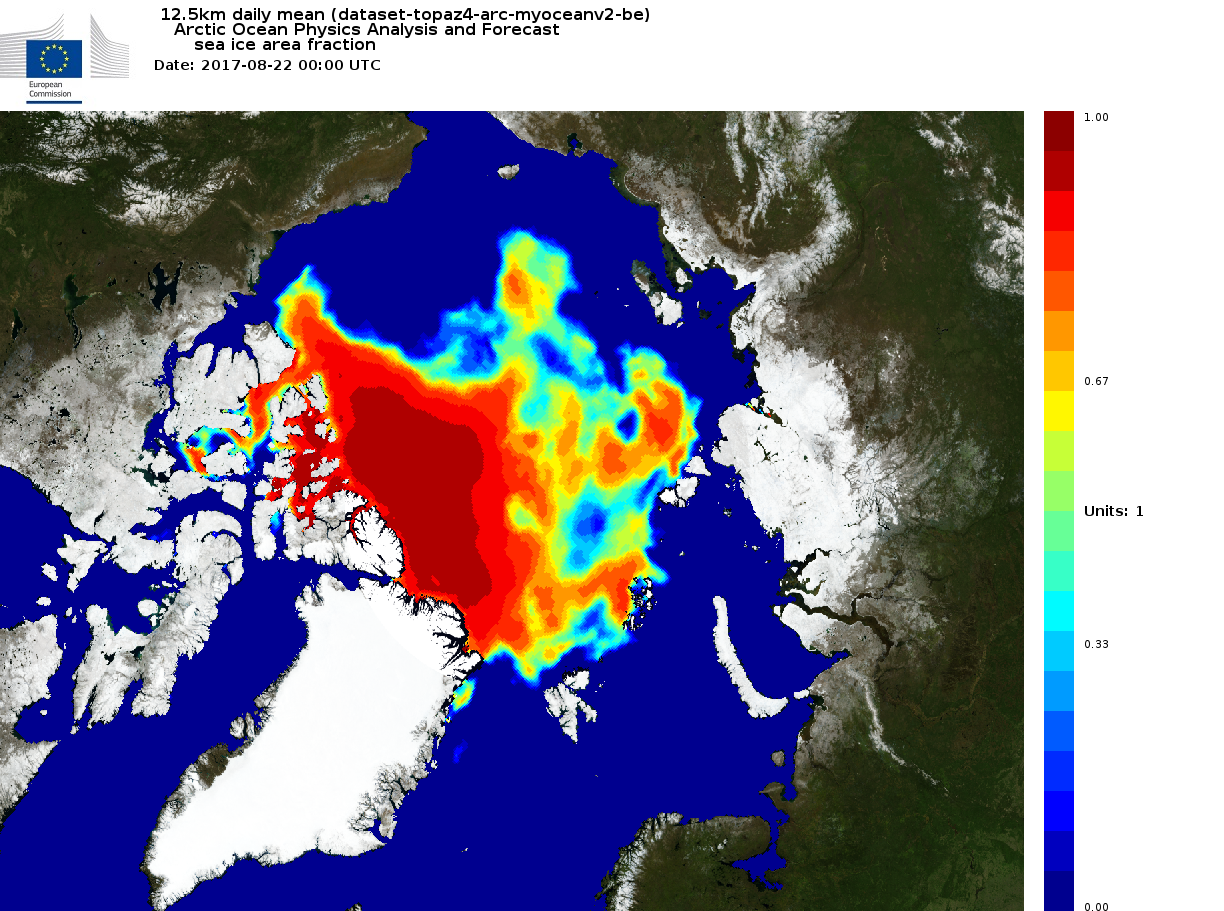 12.5km daily mean (dataset-topaz4-arc-myoceanv2-be)
Arctic Ocean Physics Analysis and Forecast
sea ice area fraction
Date: 2017-08-22 00:00 UTC
European
Commission
1.00
0.67
Units: 1
0.33
0.00